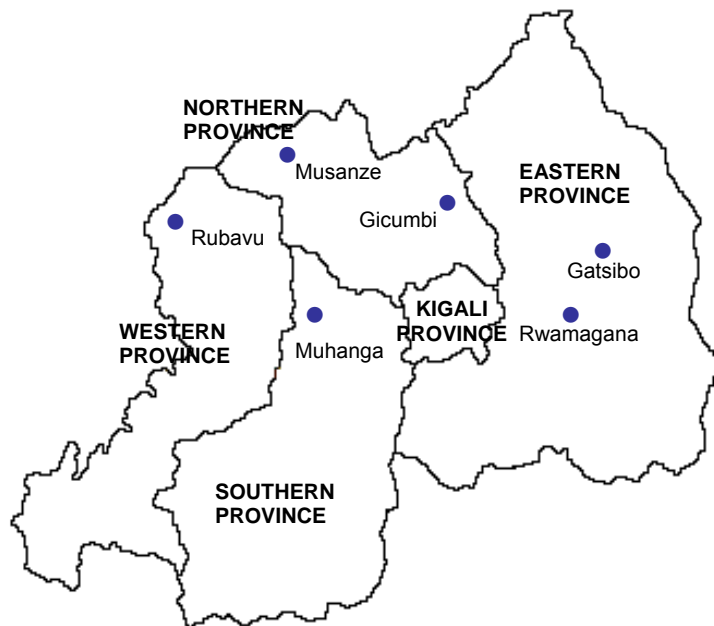 NORTHERN
PROVINCE
Musanze
EASTERN
PROVINCE
Gicumbi
Rubavu
Gatsibo
KIGALI
PROVINCE
Rwamagana
WESTERN
PROVINCE
Muhanga
SOUTHERN
PROVINCE